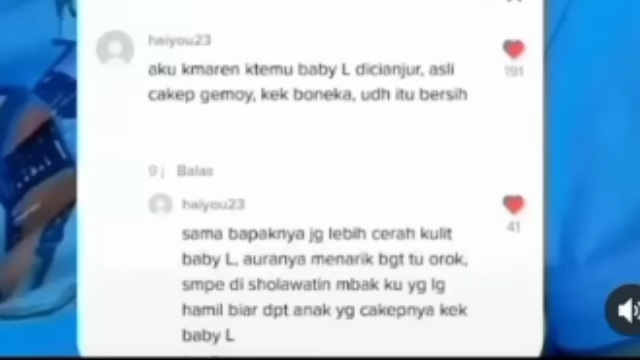 haiyou23
aku kmaren ktemu baby L dicianjur, asli
cakep gemoy, kek boneka, udh itu bersih
191
9 j Balas
haiyou23
sama bapaknya jg lebih cerah kulit
baby L, auranya menarik bgt tu orok,
smpe di sholawatin mbak ku yg lg
hamil biar dpt anak yg cakepnya kek
baby L
41